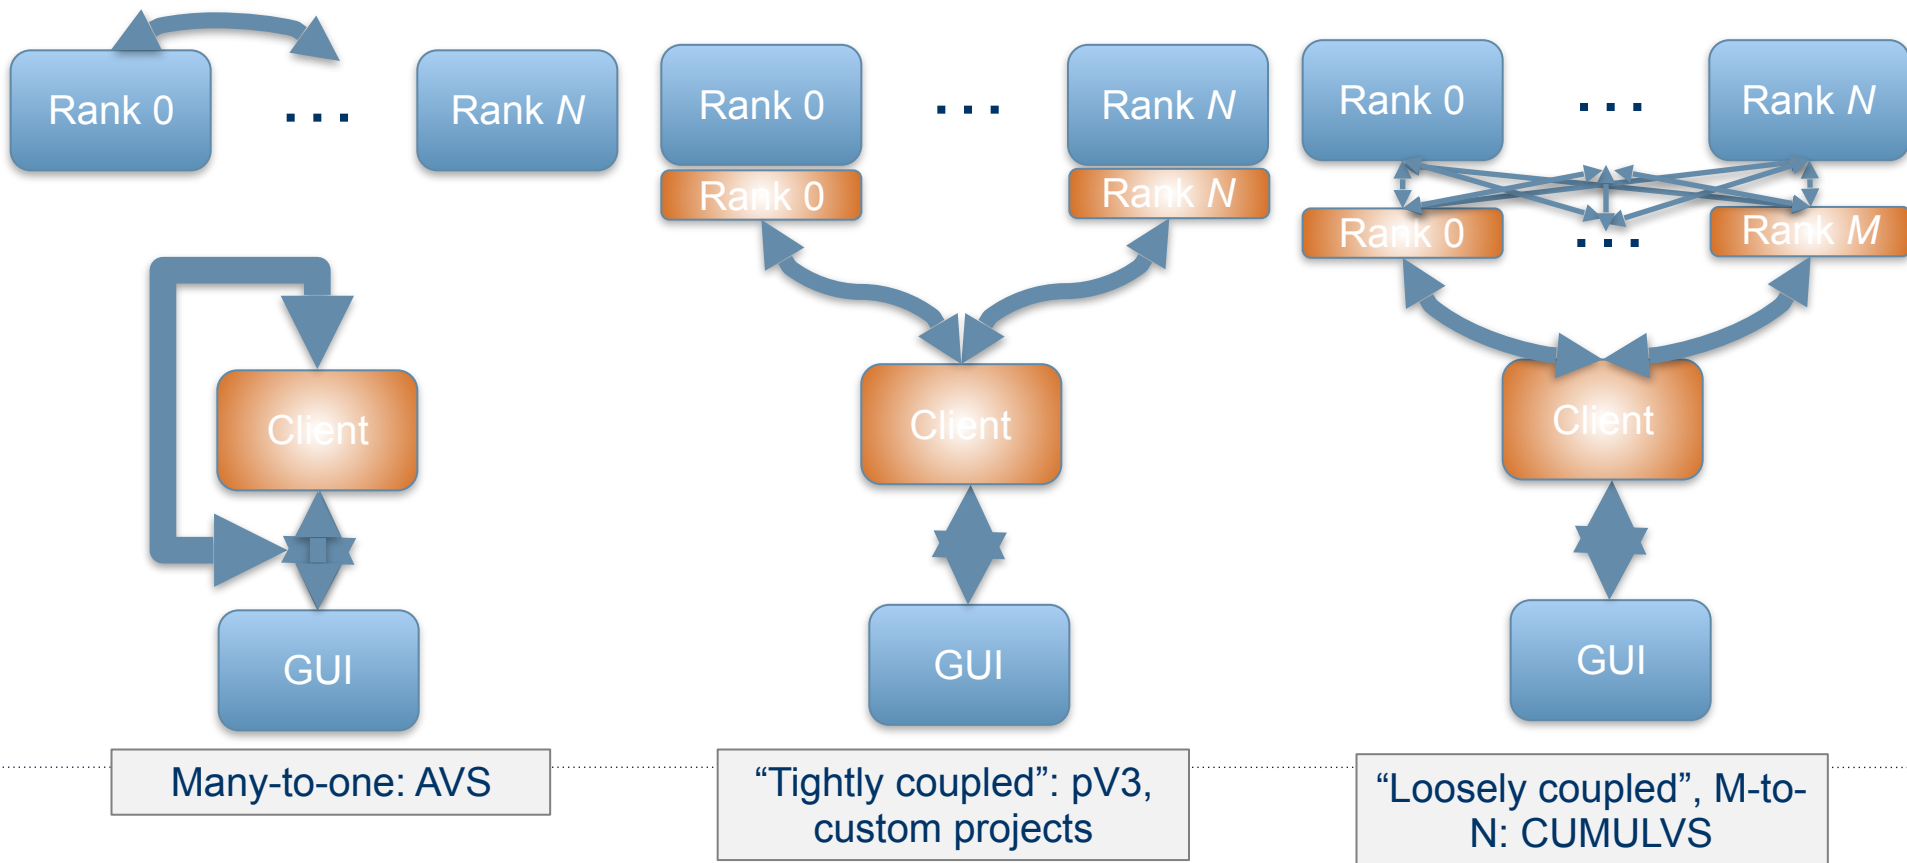 Rank 0
. . .
Rank N
Client
GUI
Many-to-one: AVS
Rank 0
. . .
Rank N
Rank 0
Rank N
Client
GUI
“Tightly coupled”: pV3,
custom projects
Rank 0
. . .
Rank N
Rank 0
. . .
Rank M
Client
GUI
“Loosely coupled”, M-to-
N: CUMULVS